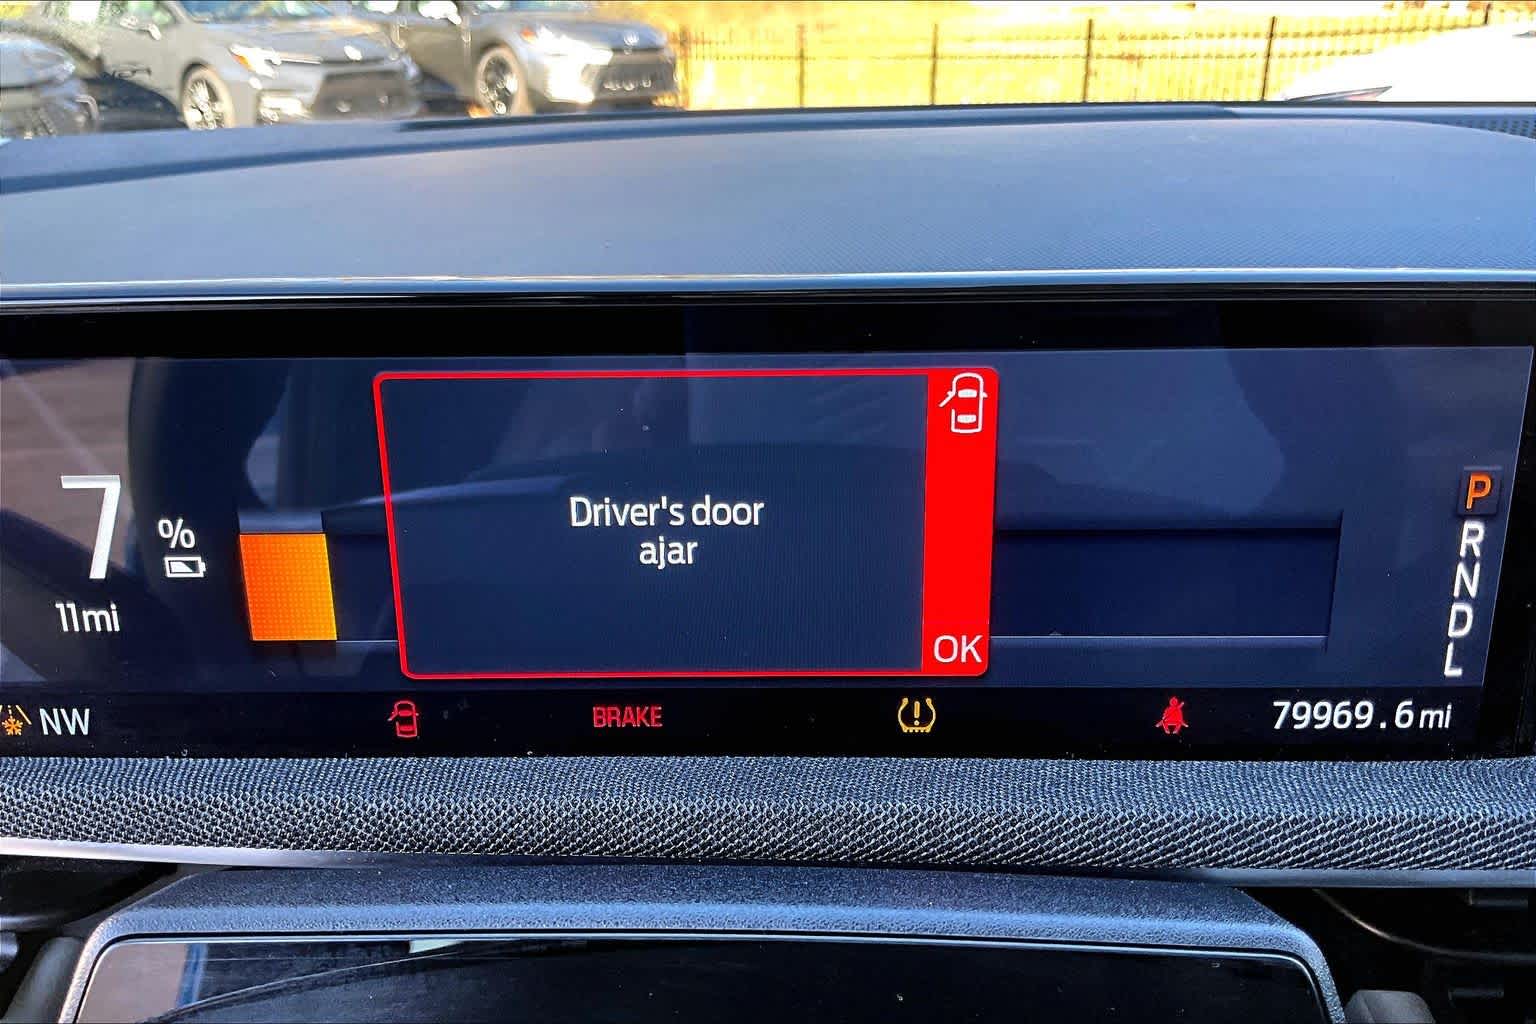 7 %
11mi
Driver's door
ajar
OK
P
R
N
D
L
NW
BRAKE
79969.6mi